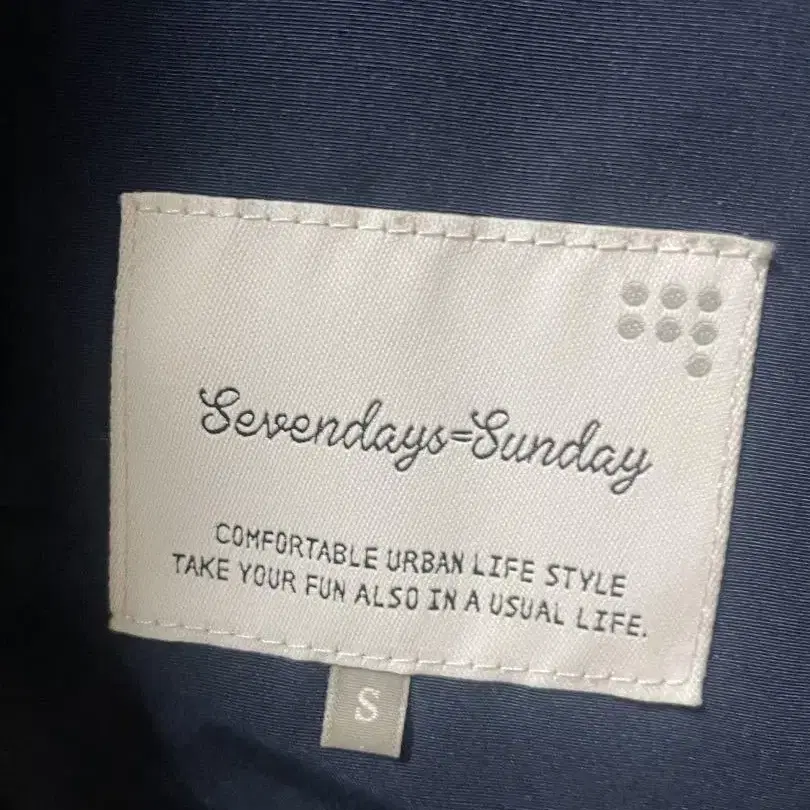 Sevendays=Sunday
COMFORTABLE URBAN LIFE STYLE
TAKE YOUR FUN ALSO IN A USUAL LIFE.
S